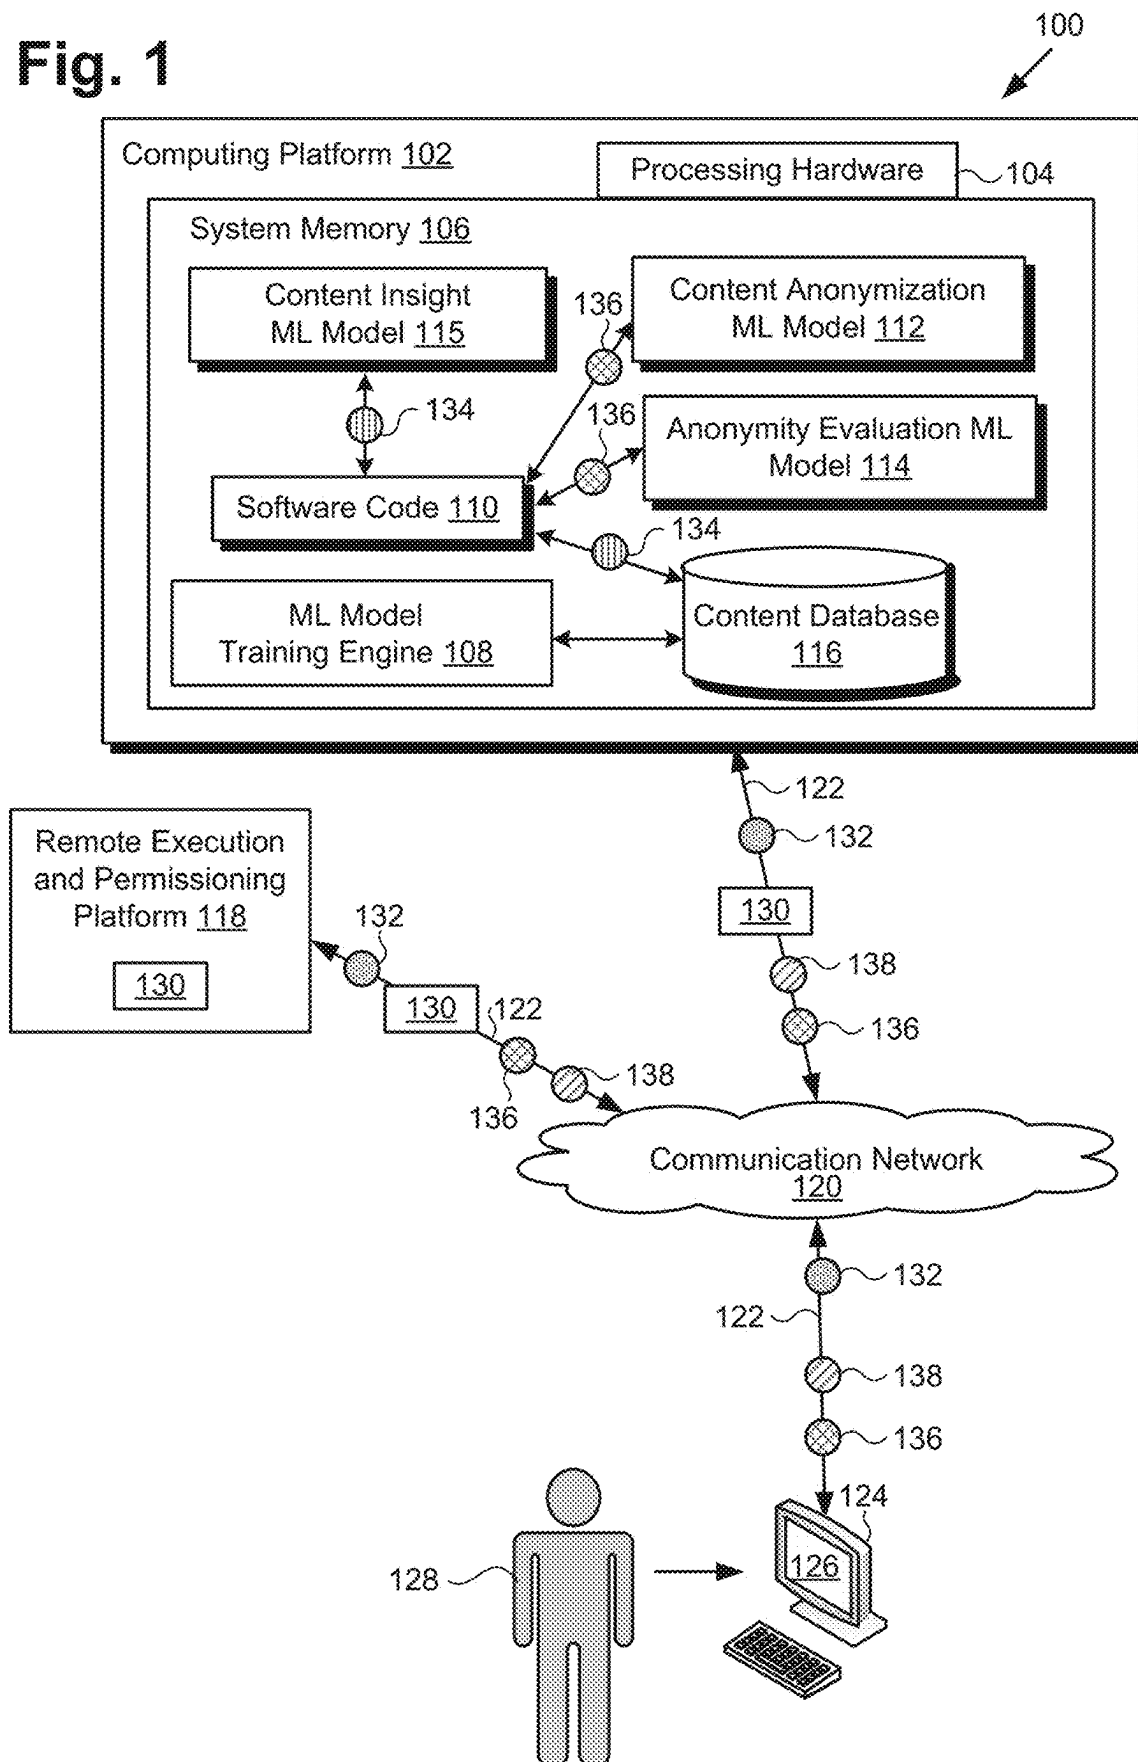 Fig. 1
100
Computing Platform 102
Processing Hardware
104
System Memory 106
Content Insight
ML Model 115
136
Content Anonymization
ML Model 112
134
136
Anonymity Evaluation ML
Model 114
Software Code 110
134
ML Model
Training Engine 108
Content Database
116
122
132
130
138
136
Remote Execution
and Permissioning
Platform 118
130
132
130
122
136
138
Communication Network
120
132
122
138
136
124
126
128